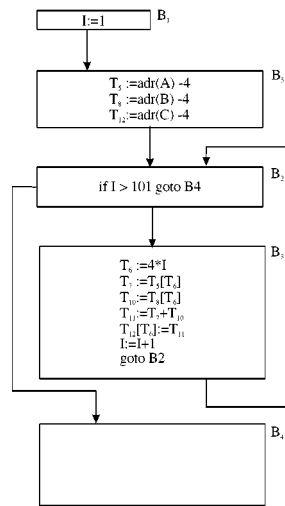 I:=1
B₁
T₅ :=adr(A) -4
T₈ :=adr(B) -4
T₁₂:=adr(C) -4
B₅
if I > 101 goto B4
B₂
T₆ :=4*I
T₇ :=T₅[T₆]
T₁₀:=T₈[T₆]
T₁₁:=T₇+T₁₀
T₁₂[T₆]:=T₁₁
I:=I+1
goto B2
B₃
B₄